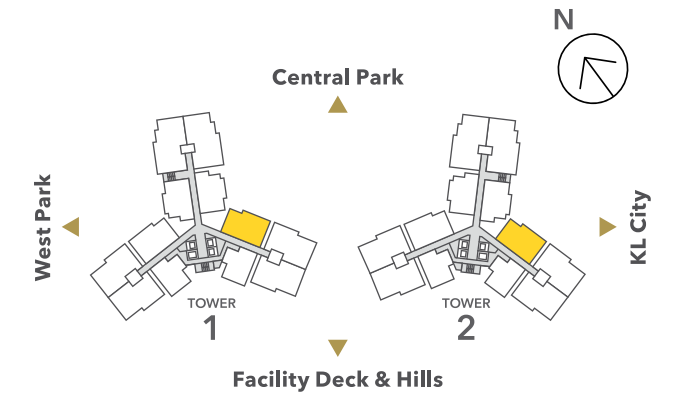 N
Central Park
West Park
KL City
TOWER
1
TOWER
2
Facility Deck & Hills